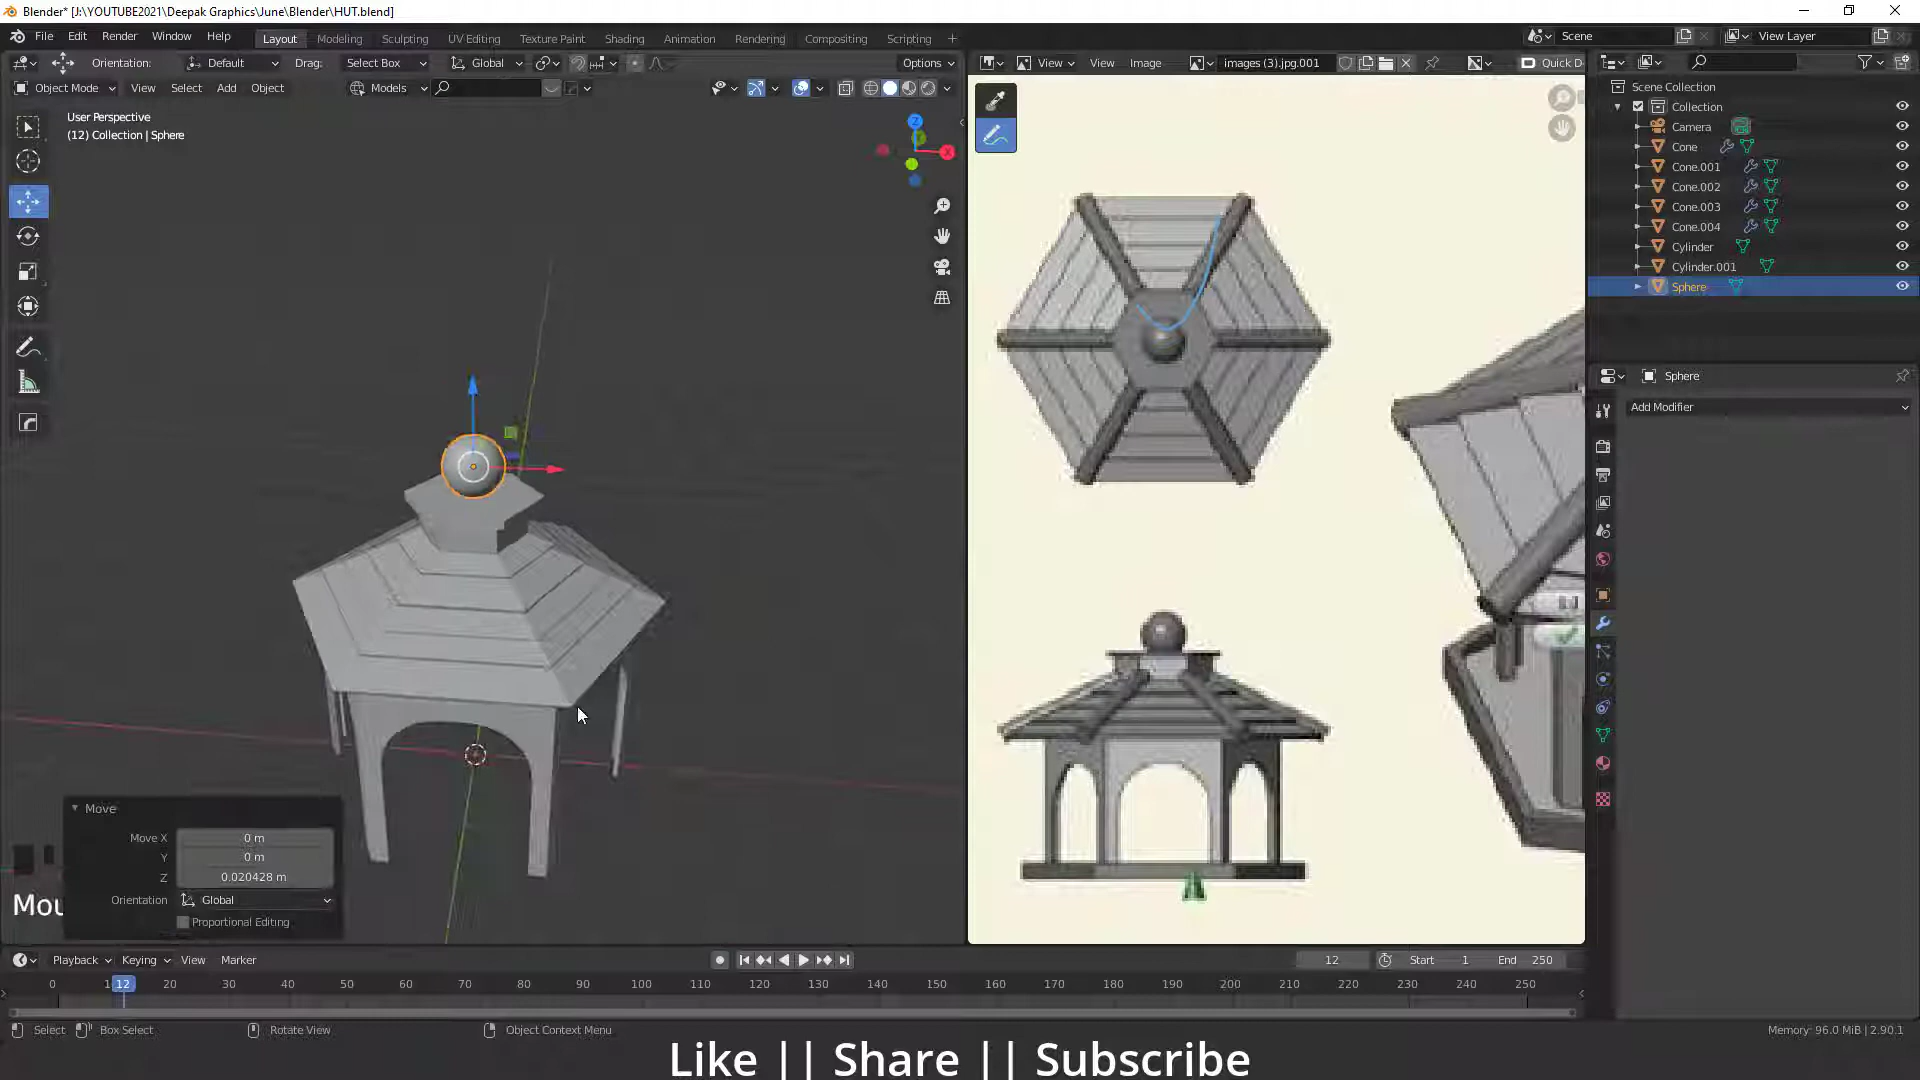 Blender* [J:\YOUTUBE2021\Deepak Graphics\June\Blender\HUT.blend]
File Edit Render Window Help
Layout Modeling Sculpting UV Editing Texture Paint Shading Animation Rendering Compositing Scripting
Scene
View Layer
Orientation: Default Drag: Select Box Global Options
View View Image images (3).jpg.001 Quick D
Object Mode View Select Add Object Models
User Perspective
(12) Collection | Sphere
Z
X
Scene Collection
Collection
Camera
Cone
Cone.001
Cone.002
Cone.003
Cone.004
Cylinder
Cylinder.001
Sphere
Sphere
Add Modifier
Move
Move X 0 m
Y 0 m
Z 0.020428 m
Orientation Global
Proportional Editing
Mou
Playback Keying View Marker
12 Start 1 End 250
0 1 12 20 30 40 50 60 70 80 90 100 110 120 130 140 150 160 170 180 190 200 210 220 230 240 250
Select Box Select Rotate View Object Context Menu
Memory: 96.0 MiB | 2.90.1
Like || Share || Subscribe